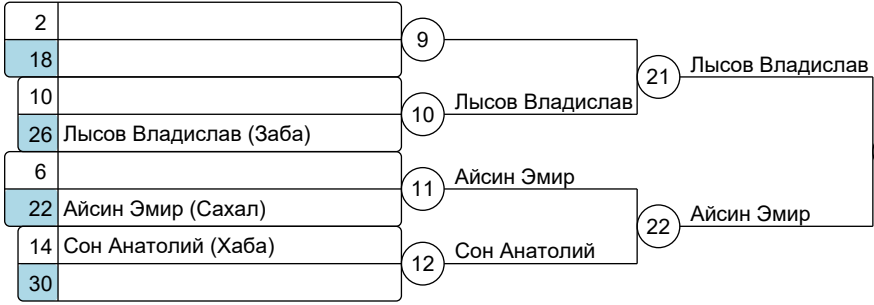 2
18
9
10
26 Лысов Владислав (Заба)
10 Лысов Владислав
21 Лысов Владислав
6
22 Айсин Эмир (Сахал)
11 Айсин Эмир
14 Сон Анатолий (Хаба)
30
12 Сон Анатолий
22 Айсин Эмир